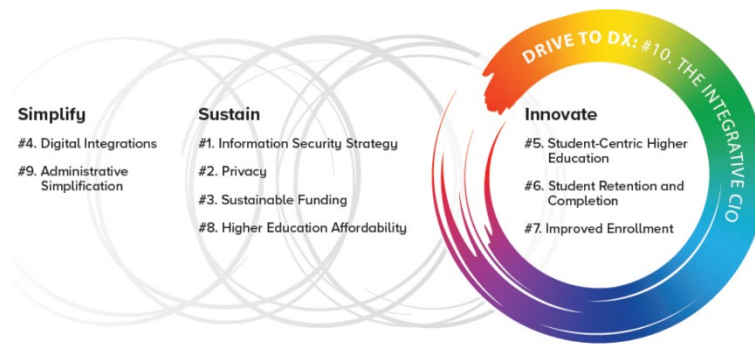 DRIVE TO DX: #10. THE INTEGRATIVE CIO
Simplify
#4. Digital Integrations
#9. Administrative
Simplification
Sustain
#1. Information Security Strategy
#2. Privacy
#3. Sustainable Funding
#8. Higher Education Affordability
Innovate
#5. Student-Centric Higher
Education
#6. Student Retention and
Completion
#7. Improved Enrollment